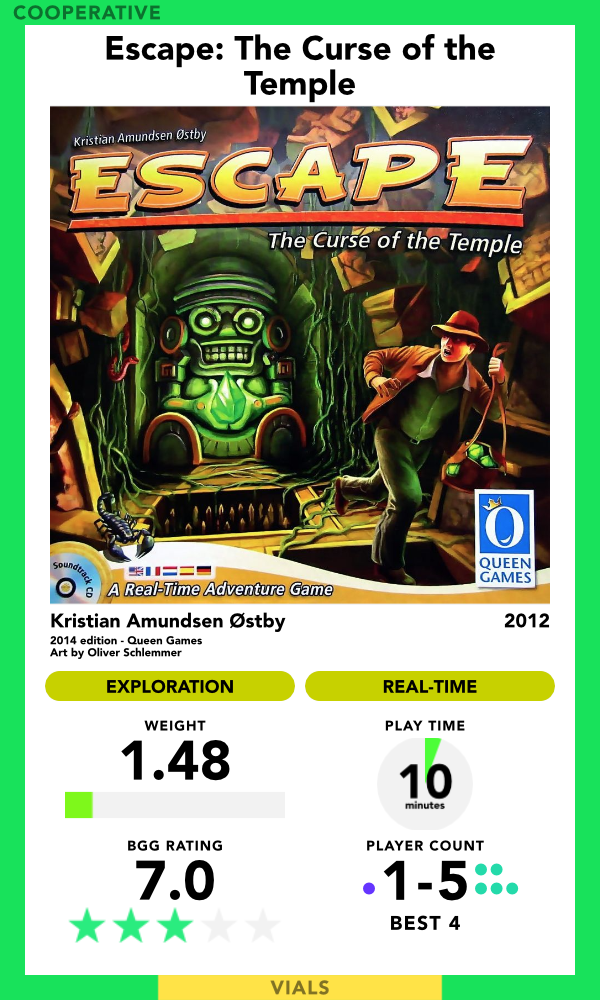 COOPERATIVE
Escape: The Curse of the
Temple
Kristian Amundsen Østby
ESCAPE
The Curse of the Temple
Soundtrack CD
A Real-Time Adventure Game
QUEEN
GAMES
Kristian Amundsen Østby 2012
2014 edition - Queen Games
Art by Oliver Schlemmer
EXPLORATION REAL-TIME
WEIGHT PLAY TIME
1.48 10
minutes
BGG RATING PLAYER COUNT
7.0 1-5
BEST 4
VIALS